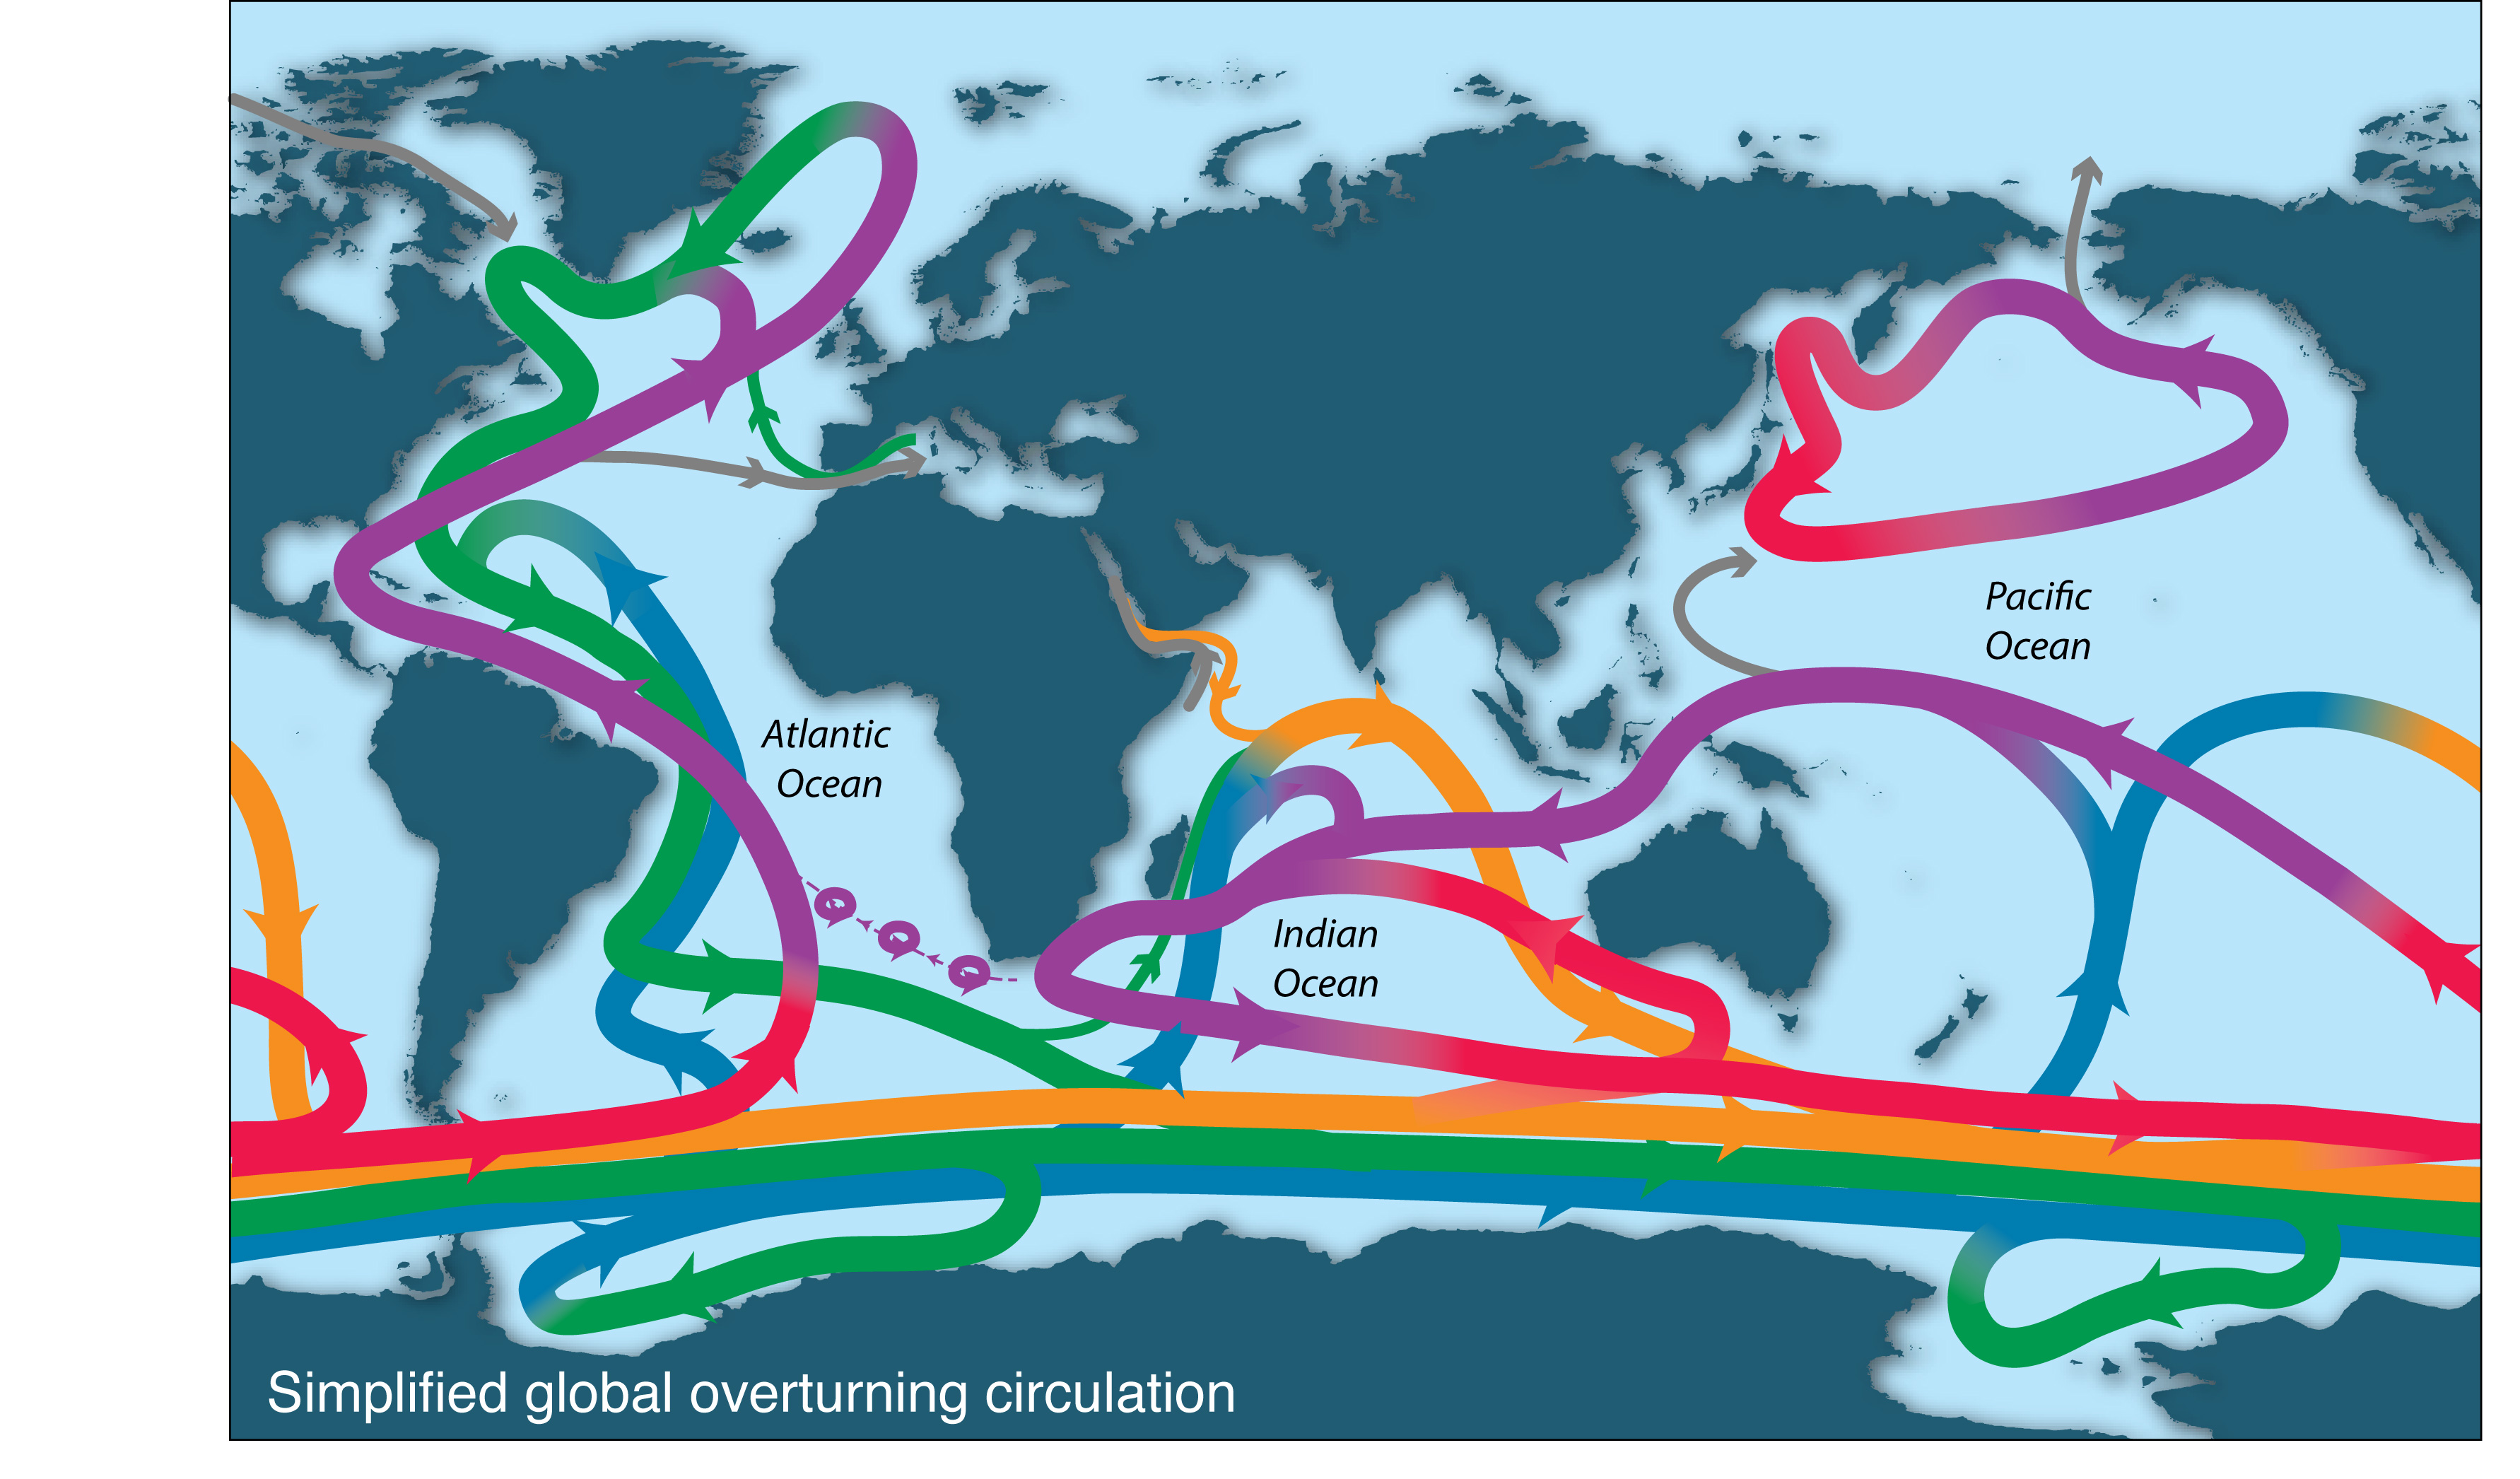 Pacific
Ocean
Atlantic
Ocean
Indian
Ocean
Simplified global overturning circulation